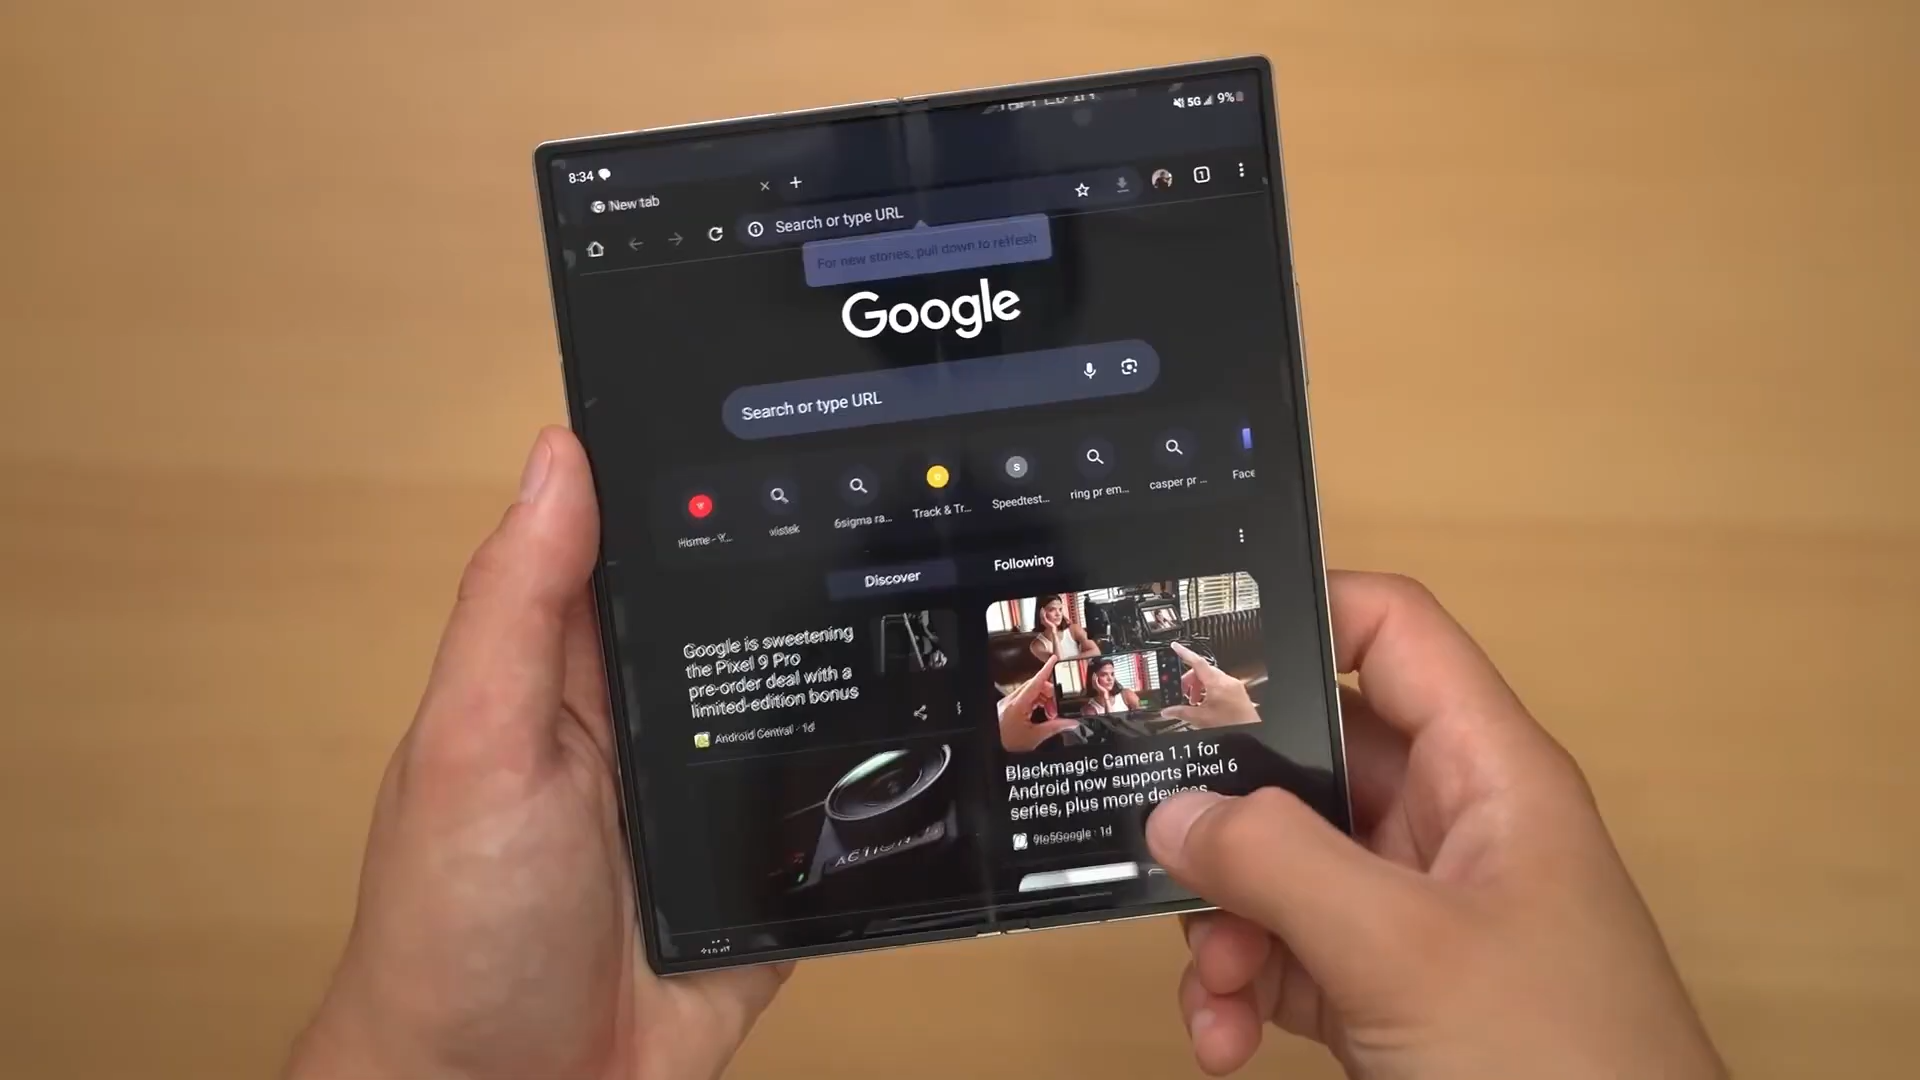 5G 9%
8:34
New tab
1
Search or type URL
For new stories, pull down to refresh
Google
Search or type URL
Home - Y...
wistek
6sigma ra...
Track & Tr...
S
Speedtest...
ring pr em...
casper pr ...
Face
Discover
Following
Google is sweetening
the Pixel 9 Pro
pre-order deal with a
limited-edition bonus
Android Central · 1d
ACTION
Blackmagic Camera 1.1 for
Android now supports Pixel 6
series, plus more devices
9to5Google · 1d